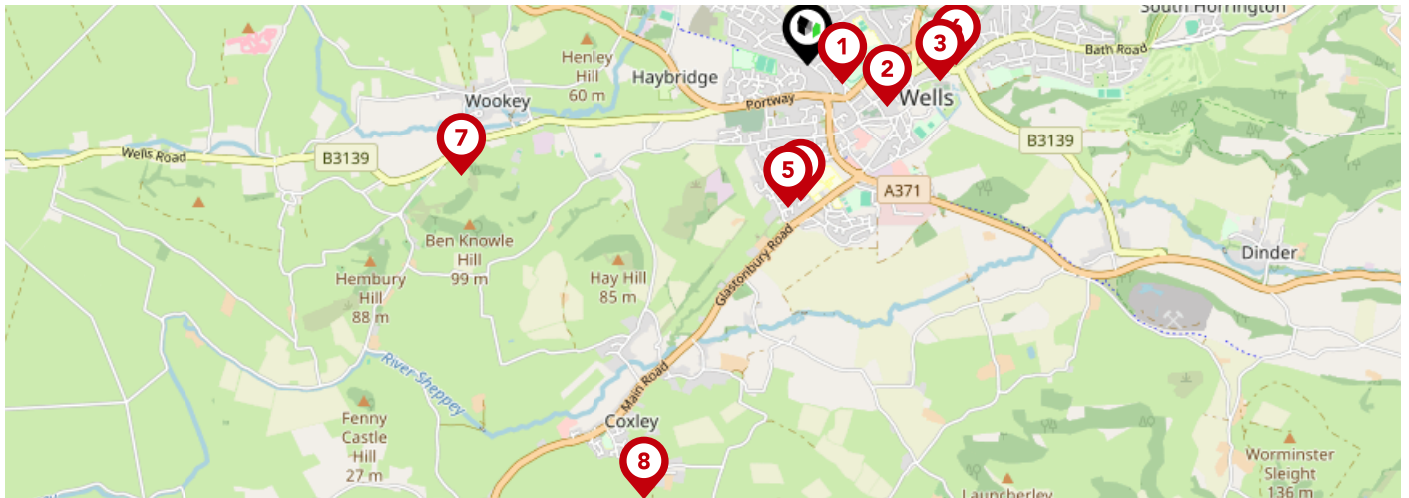 South Horrington
Bath Road
Henley
Hill
60 m
Haybridge
1
2
3
Wells
Portway
Wookey
7
Wells Road
B3139
B3139
5
A371
Ben Knowle
Hill
99 m
Hembury
Hill
88 m
Hay Hill
85 m
Glastonbury Road
Dinder
River Sheppey
Main Road
Coxley
Fenny
Castle
Hill
27 m
8
Worminster
Sleight
136 m
Launcherley